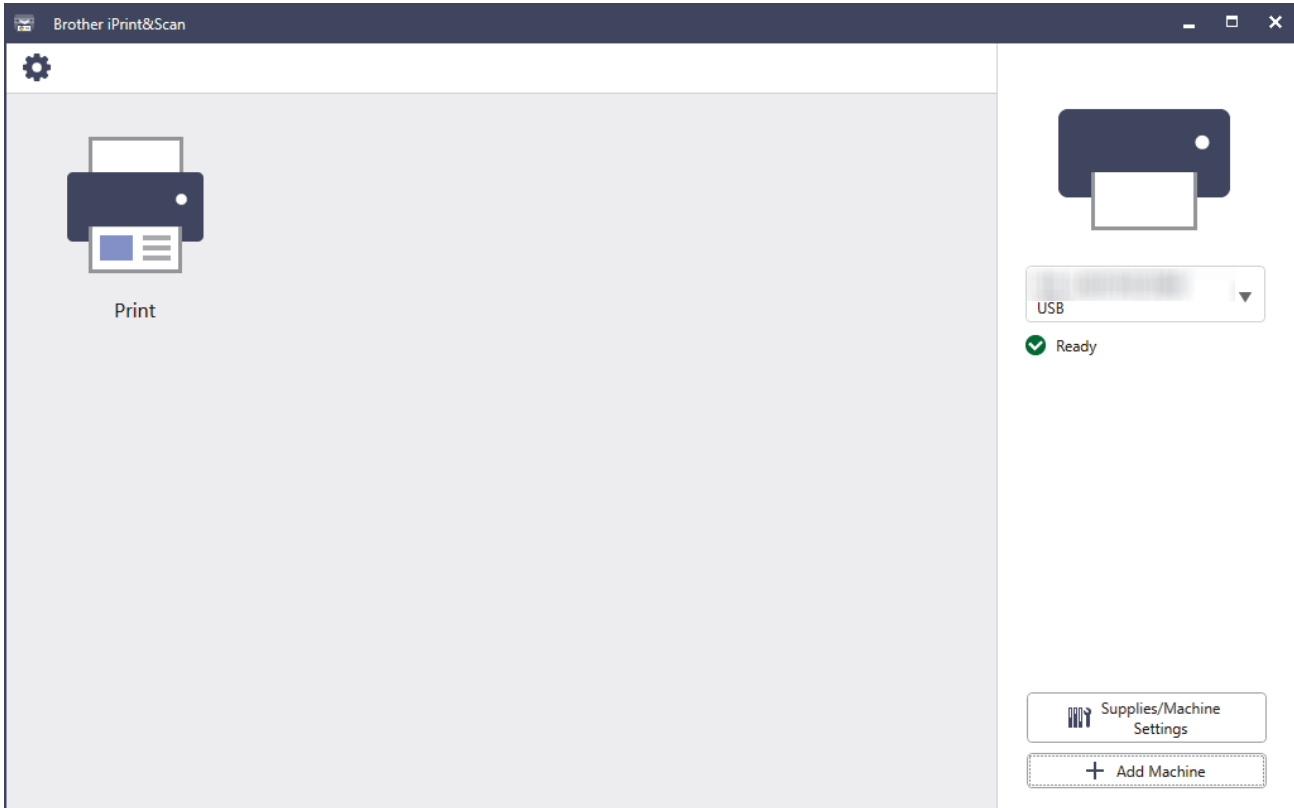 Brother iPrint&Scan
Print
USB
Ready
Supplies/Machine
Settings
Add Machine